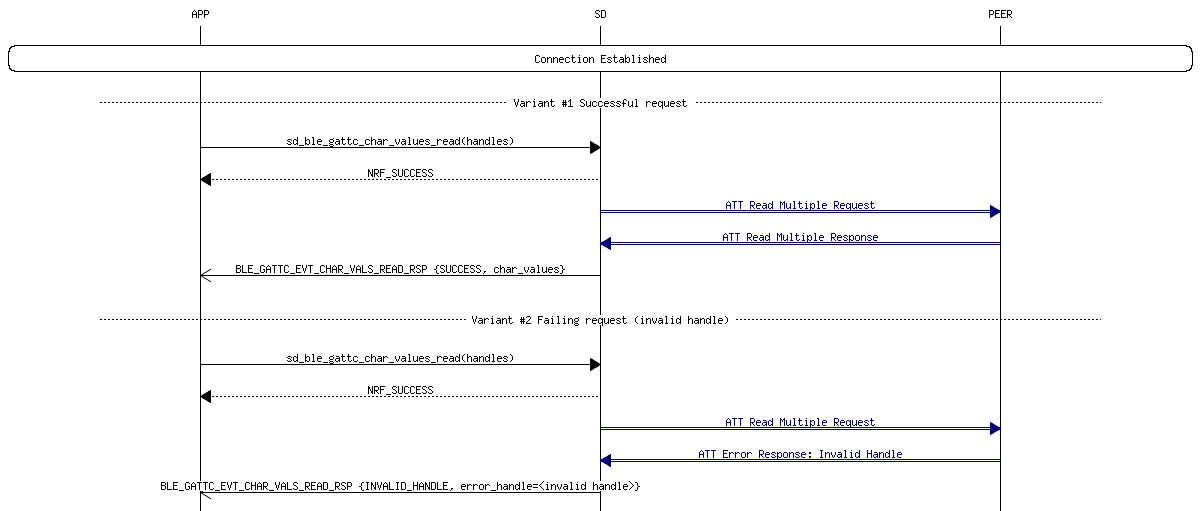 APP SD PEER
Connection Established
Variant #1 Successful request
sd_ble_gattc_char_values_read(handles)
NRF_SUCCESS
ATT Read Multiple Request
ATT Read Multiple Response
BLE_GATTC_EVT_CHAR_VALS_READ_RSP {SUCCESS, char_values}
Variant #2 Failing request (invalid handle)
sd_ble_gattc_char_values_read(handles)
NRF_SUCCESS
ATT Read Multiple Request
ATT Error Response: Invalid Handle
BLE_GATTC_EVT_CHAR_VALS_READ_RSP {INVALID_HANDLE, error_handle=<invalid handle>}